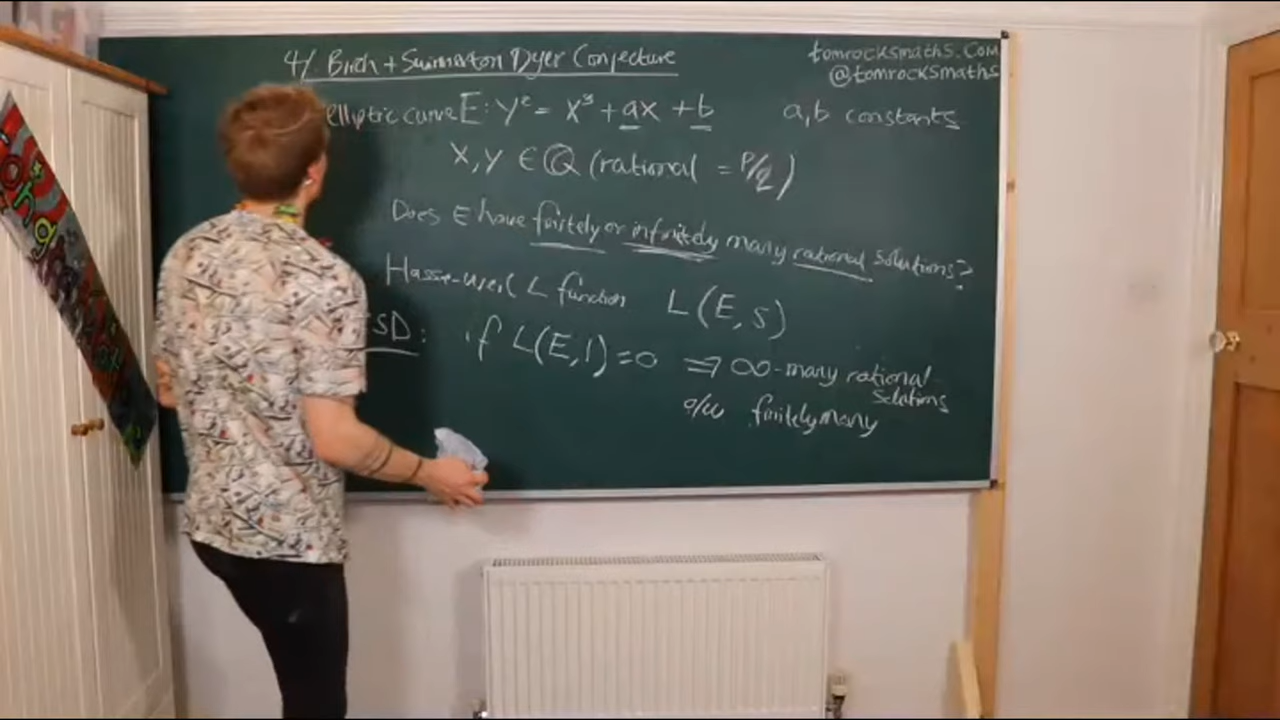 4/. Birch + Swinnerton Dyer Conjecture
tomrocksmaths.com
@tomrocksmaths
elliptic curve E: y² = x³ + ax + b
a, b constants
x, y ∈ ℚ (rational = p/q)
Does E have finitely or infinitely many rational solutions?
Hasse-Weil L function L(E, s)
SD: if L(E, 1) = 0 ⇒ ∞-many rational
solutions
o/w finitely many